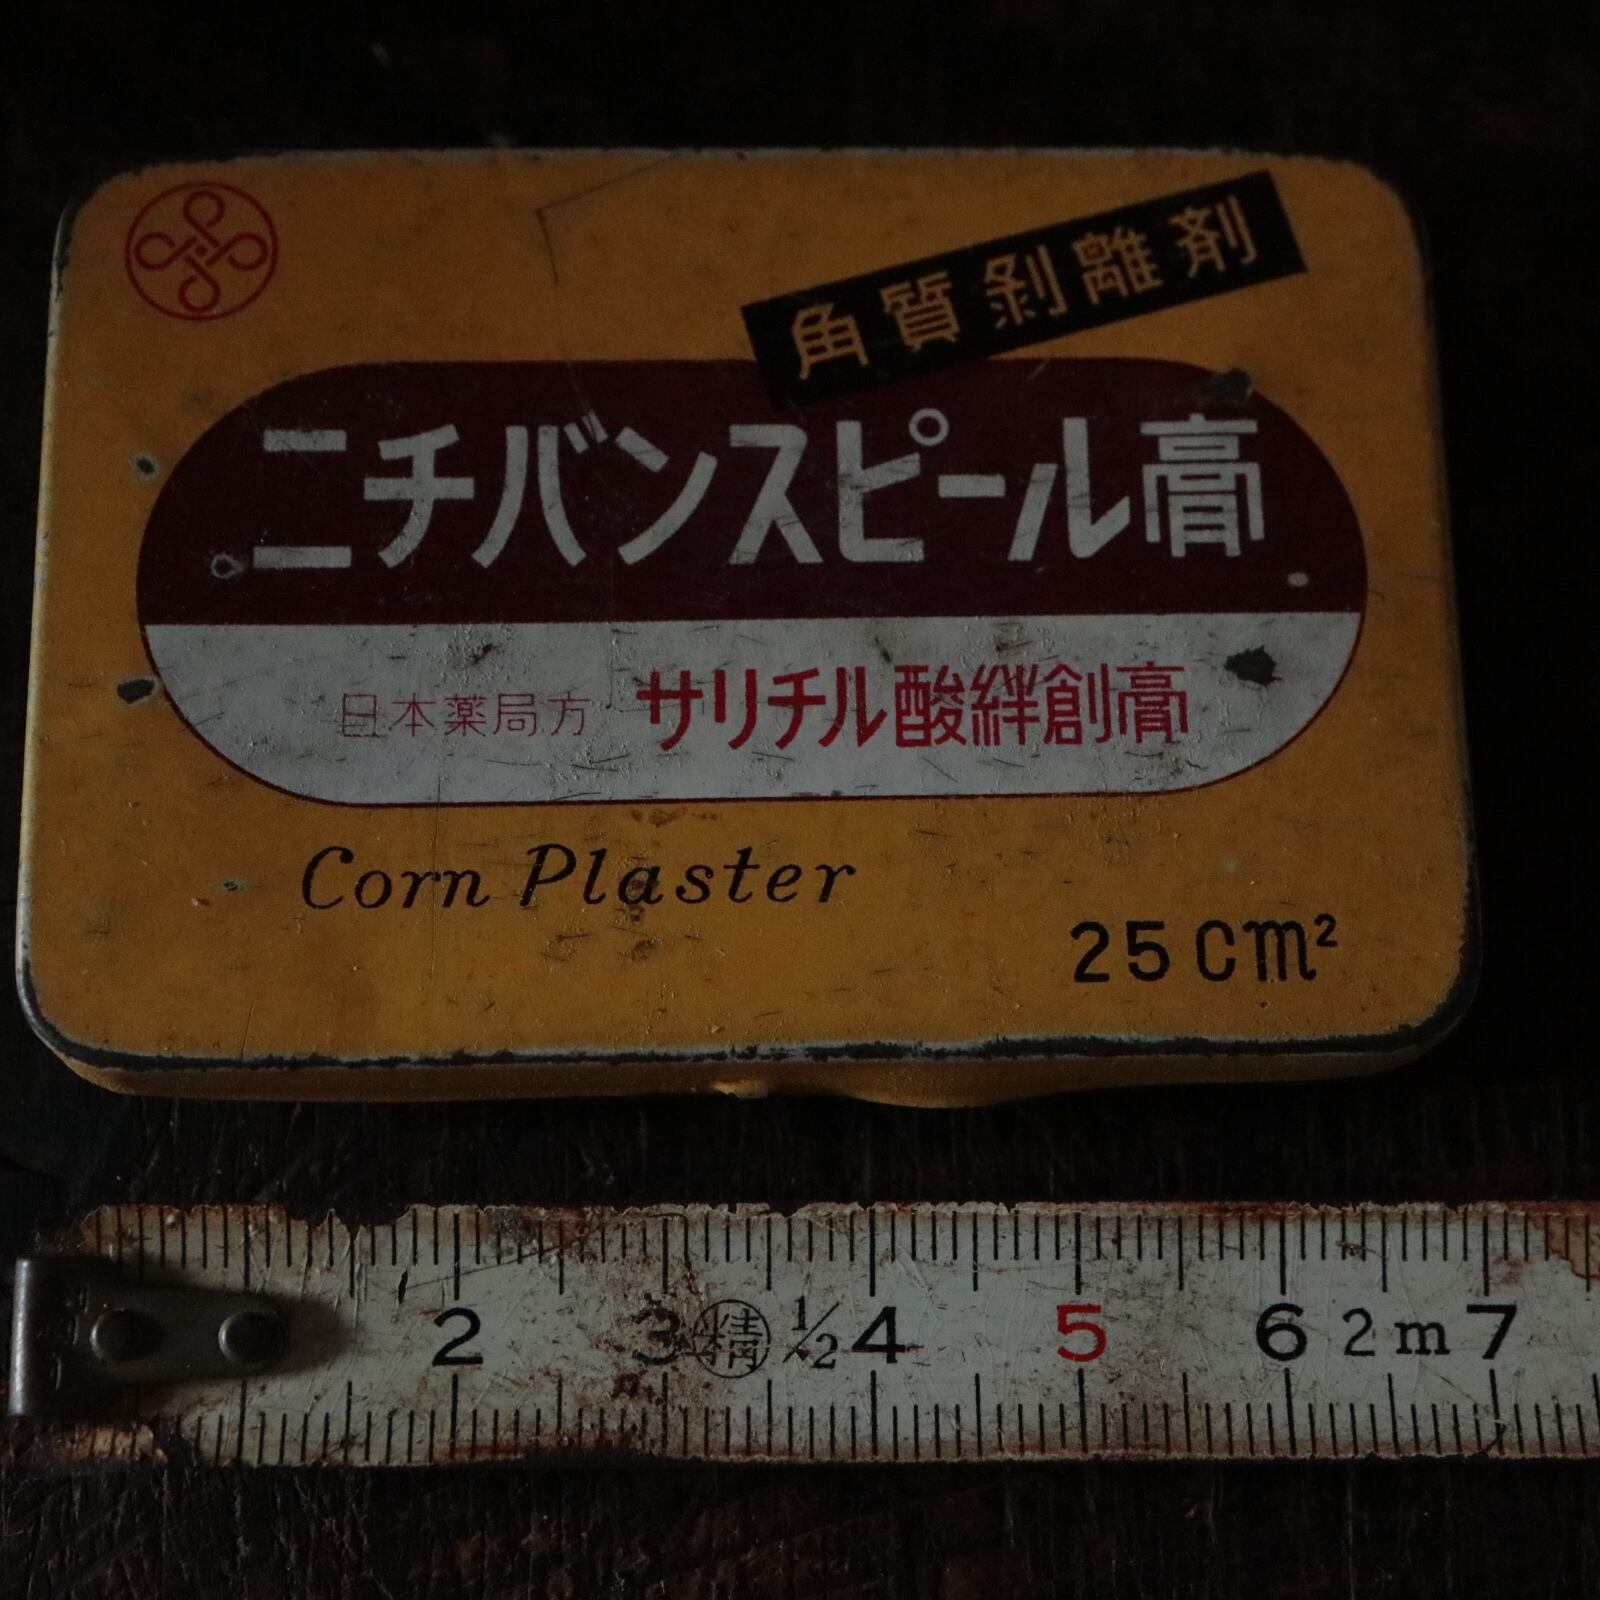 角質剥離剤
ニチバンスピール膏
日本薬局方 サリチル酸絆創膏
Corn Plaster
25cm²
2 3 精 ½ 4 5 6 2m 7